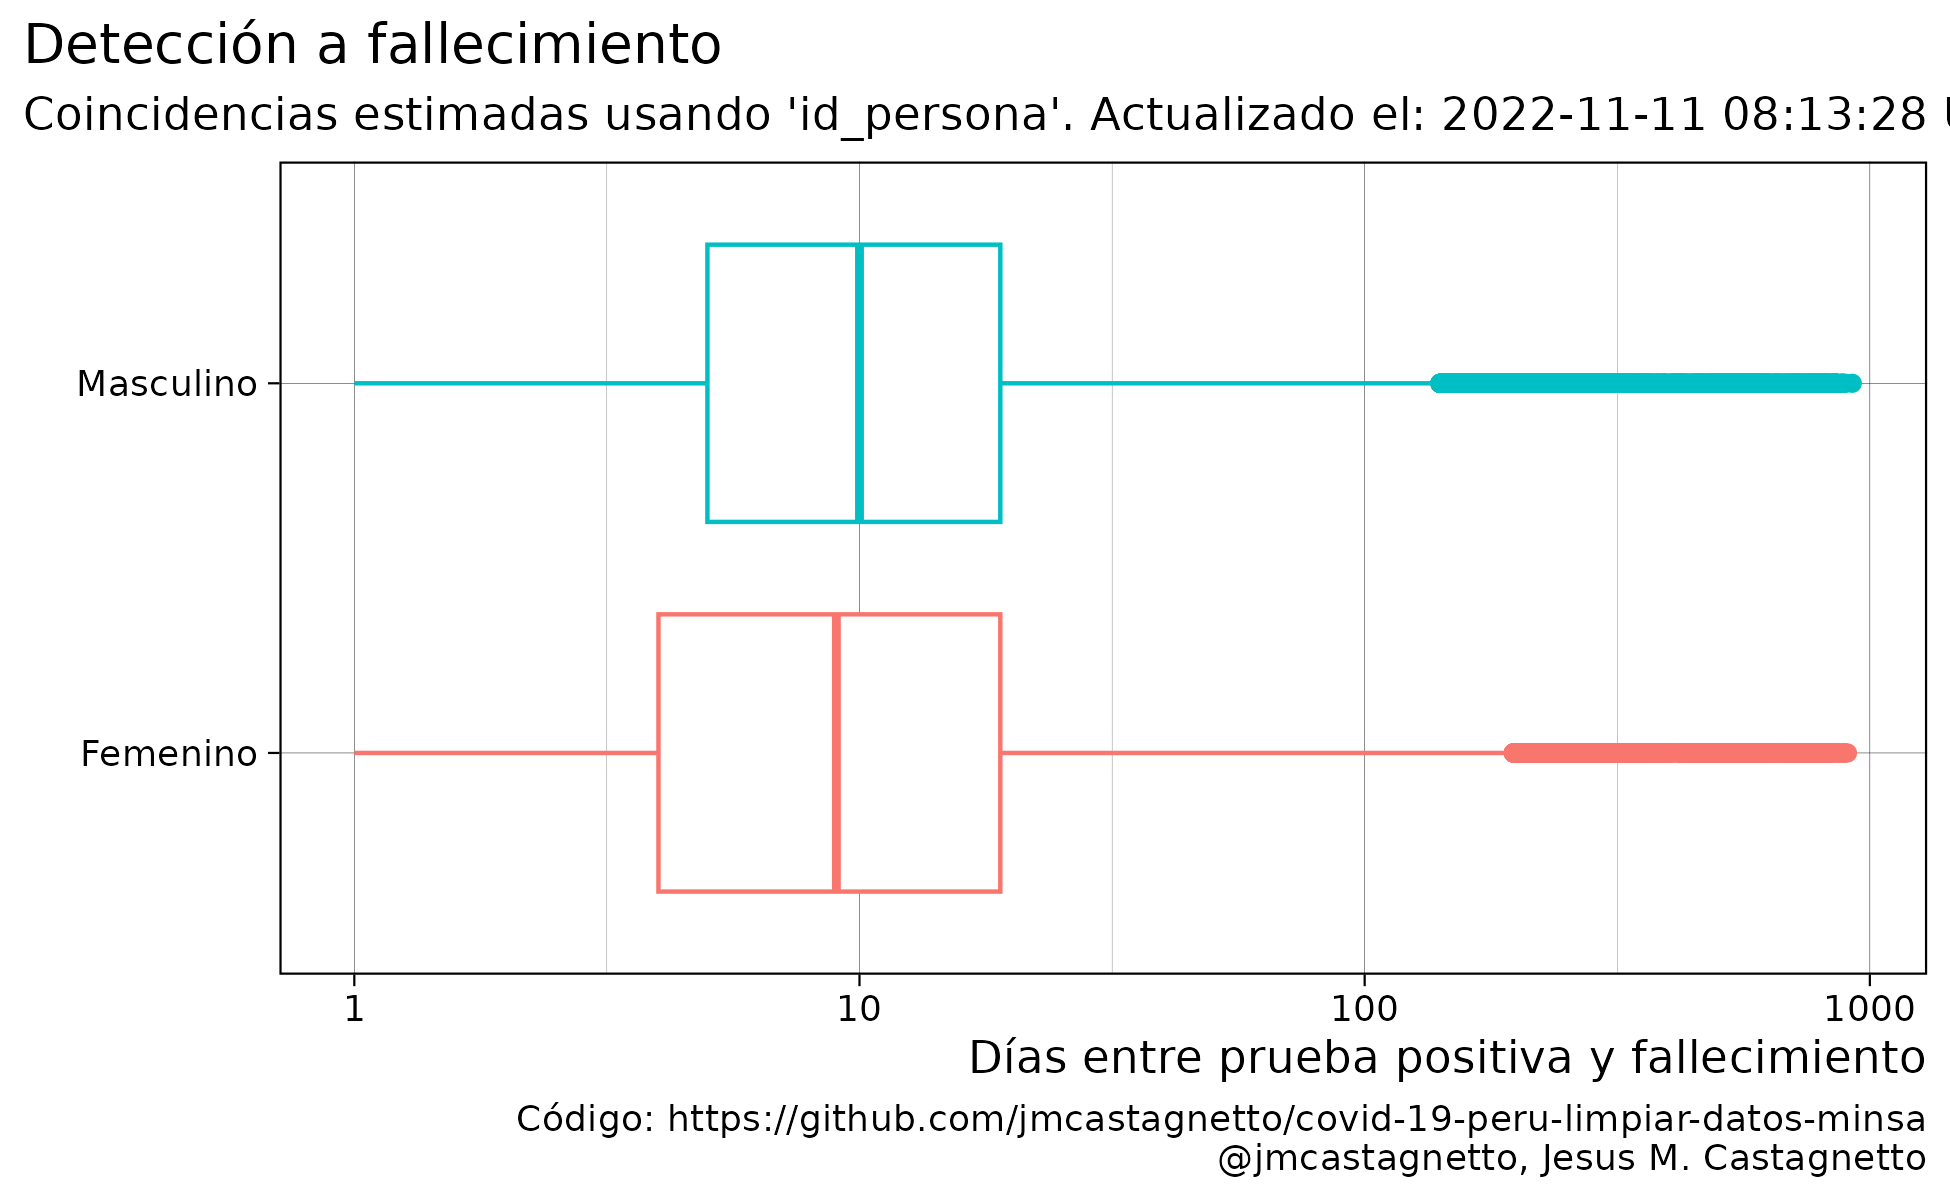 Detección a fallecimiento
Coincidencias estimadas usando 'id_persona'. Actualizado el: 2022-11-11 08:13:28
Masculino
Femenino
1 10 100 1000
Días entre prueba positiva y fallecimiento
Código: https://github.com/jmcastagnetto/covid-19-peru-limpiar-datos-minsa
@jmcastagnetto, Jesus M. Castagnetto